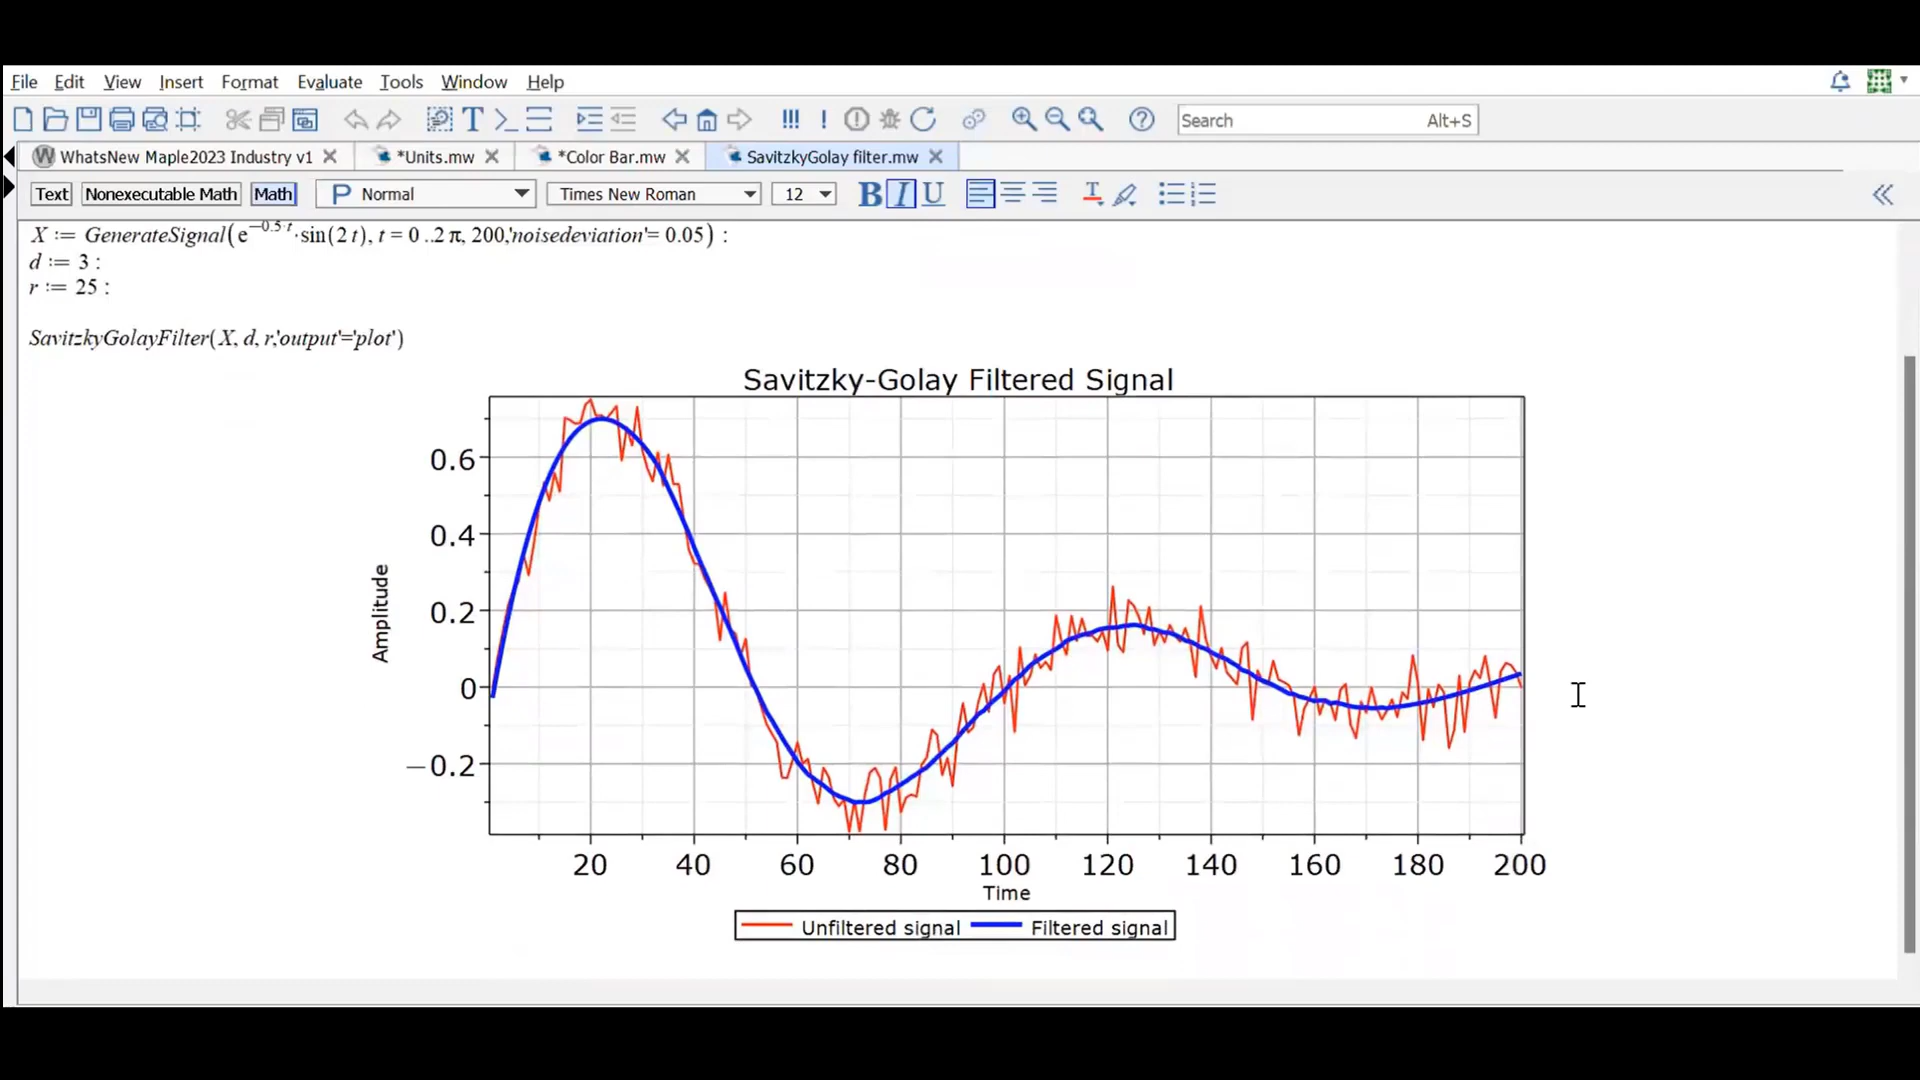 File Edit View Insert Format Evaluate Tools Window Help
Search Alt+S
WhatsNew Maple2023 Industry v1 *Units.mw *Color Bar.mw SavitzkyGolay filter.mw
Text Nonexecutable Math Math P Normal Times New Roman 12 B I U
X := GenerateSignal(e^−0.5·t·sin(2 t), t = 0 ..2 π, 200,'noisedeviation'= 0.05) :
d := 3 :
r := 25 :
SavitzkyGolayFilter(X, d, r,'output'='plot')
Savitzky-Golay Filtered Signal
0.6
0.4
Amplitude
0.2
0
−0.2
20 40 60 80 100 120 140 160 180 200
Time
Unfiltered signal Filtered signal